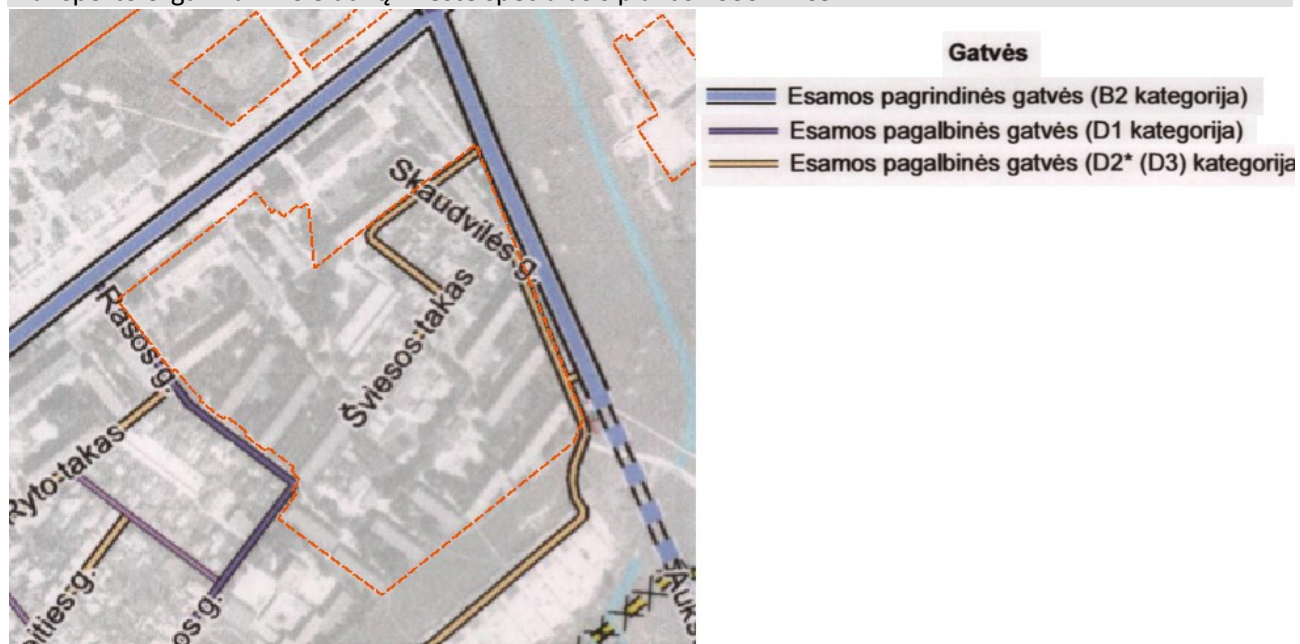 Gatvės
Esamos pagrindinės gatvės (B2 kategorija)
Esamos pagalbinės gatvės (D1 kategorija)
Esamos pagalbinės gatvės (D2* (D3) kategorija
Skaudvilės g.
Rasos g.
Šviesos takas
Ryto takas